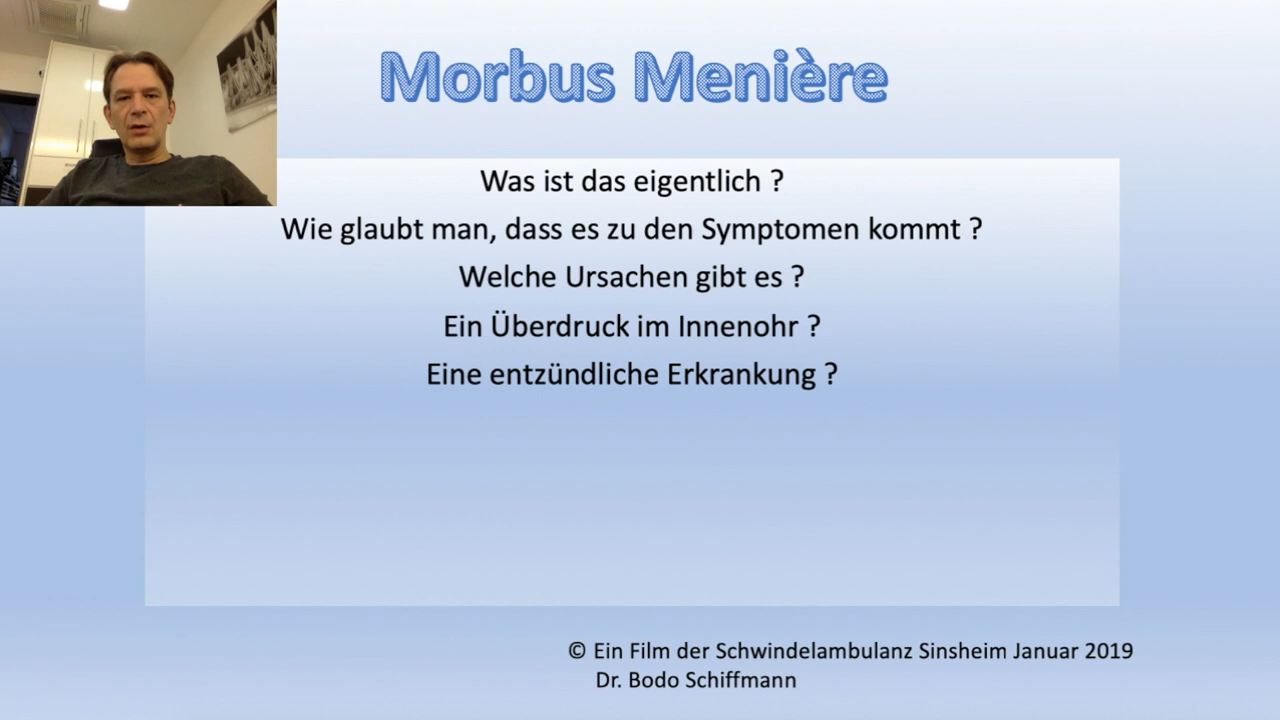 Morbus Menière
Was ist das eigentlich ?
Wie glaubt man, dass es zu den Symptomen kommt ?
Welche Ursachen gibt es ?
Ein Überdruck im Innenohr ?
Eine entzündliche Erkrankung ?
© Ein Film der Schwindelambulanz Sinsheim Januar 2019
Dr. Bodo Schiffmann